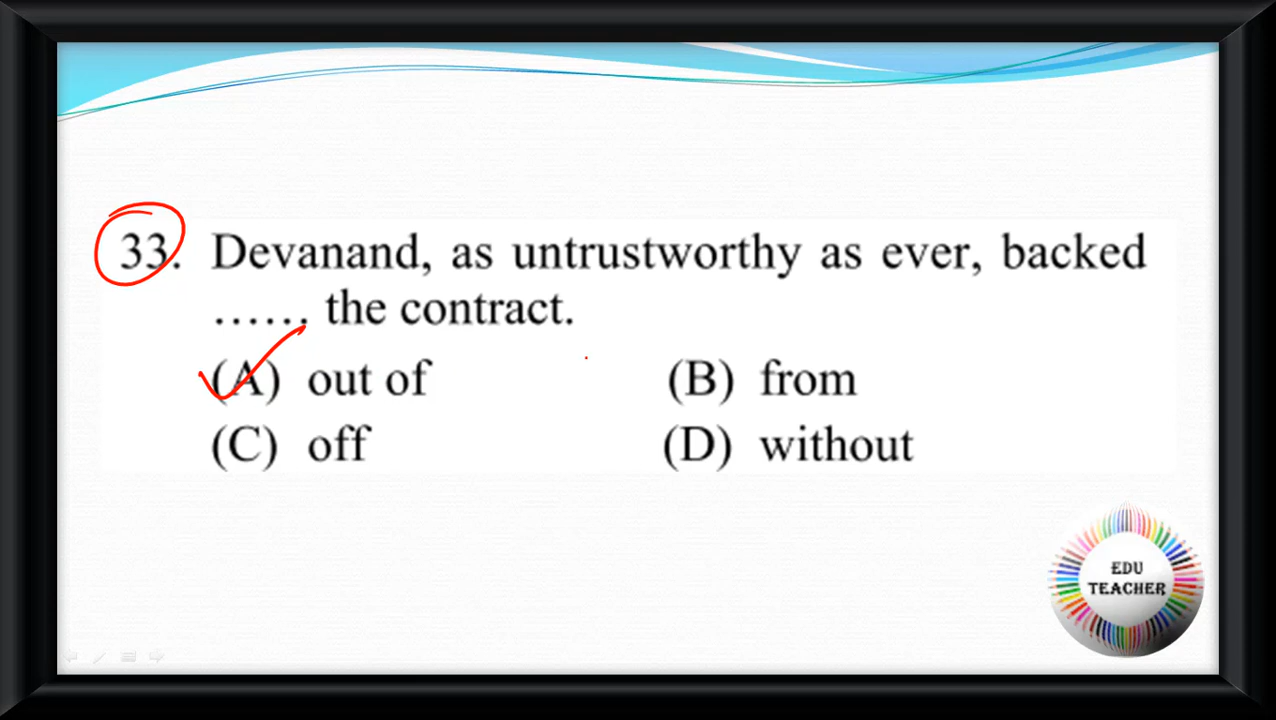 33. Devanand, as untrustworthy as ever, backed
...... the contract.
(A) out of (B) from
(C) off (D) without
EDU
TEACHER